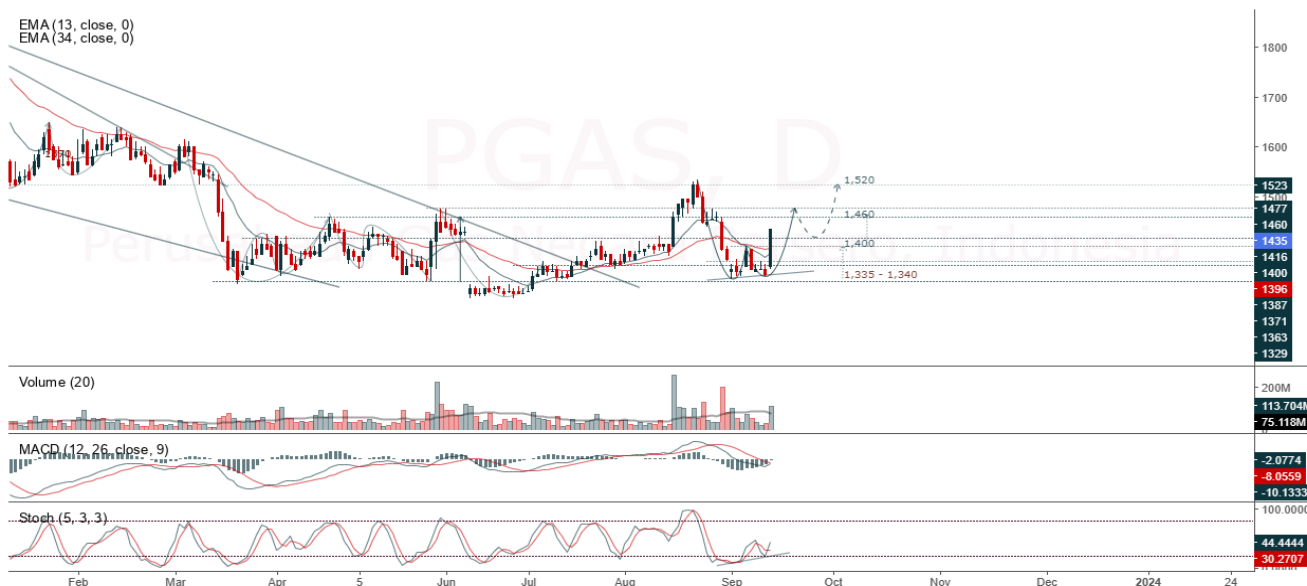 EMA (13, close, 0)
EMA (34, close, 0)
PGAS, D
1,520
1,460
1,400
1,335 - 1,340
1800
1700
1600
1523
1500
1477
1460
1435
1416
1400
1396
1387
1371
1363
1329
Volume (20)
200M
113.704M
75.118M
MACD (12, 26, close, 9)
-2.0774
-8.0559
-10.1333
Stoch (5, 3, 3)
100.0000
44.4444
30.2707
Feb Mar Apr 5 Jun Jul Aug Sep Oct Nov Dec 2024 24